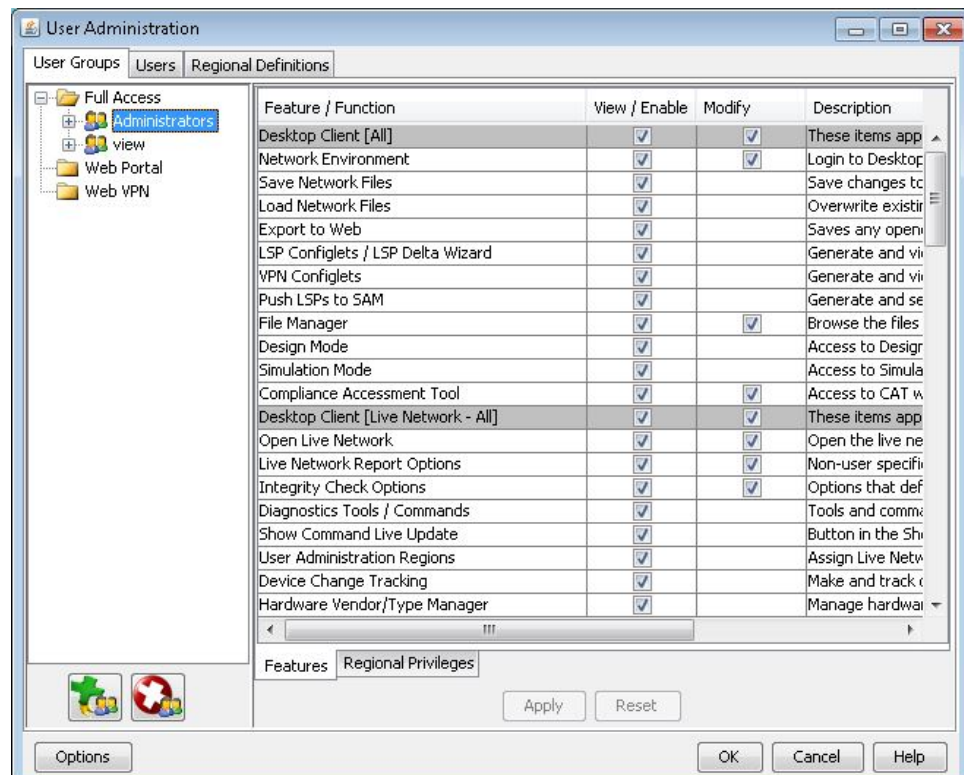 User Administration
User Groups Users Regional Definitions
Full Access
Administrators
view
Web Portal
Web VPN
Feature / Function View / Enable Modify Description
Desktop Client [All] These items app
Network Environment Login to Desktop
Save Network Files Save changes to
Load Network Files Overwrite existin
Export to Web Saves any open
LSP Configlets / LSP Delta Wizard Generate and vi
VPN Configlets Generate and vi
Push LSPs to SAM Generate and se
File Manager Browse the files
Design Mode Access to Design
Simulation Mode Access to Simula
Compliance Accessment Tool Access to CAT w
Desktop Client [Live Network - All] These items app
Open Live Network Open the live ne
Live Network Report Options Non-user specifi
Integrity Check Options Options that def
Diagnostics Tools / Commands Tools and comma
Show Command Live Update Button in the Sh
User Administration Regions Assign Live Netw
Device Change Tracking Make and track
Hardware Vendor/Type Manager Manage hardwar
Features Regional Privileges
Apply Reset
Options OK Cancel Help